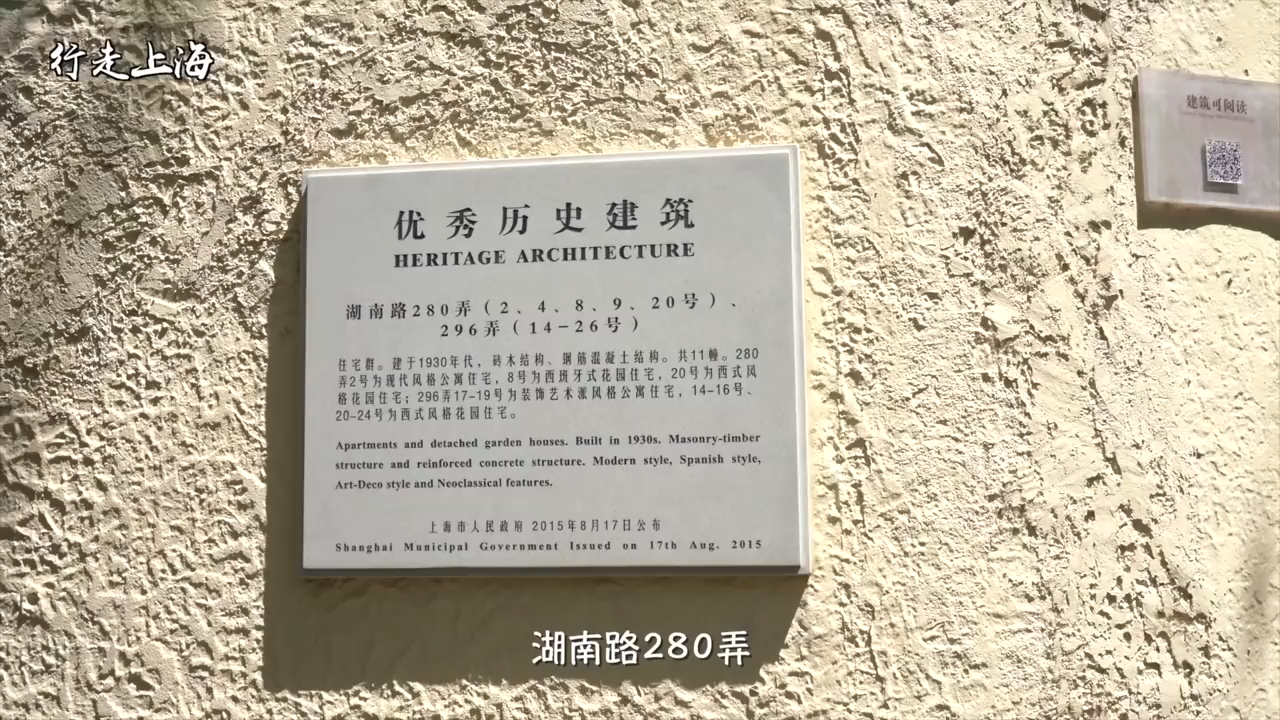 行走上海
建筑可阅读
优秀历史建筑
HERITAGE ARCHITECTURE
湖南路280弄（2、4、8、9、20号）、
296弄（14-26号）
住宅群。建于1930年代，砖木结构、钢筋混凝土结构。共11幢。280
弄2号为现代风格公寓住宅，8号为西班牙式花园住宅，20号为西式风
格花园住宅；296弄17-19号为装饰艺术派风格公寓住宅，14-16号、
20-24号为西式风格花园住宅。
Apartments and detached garden houses. Built in 1930s. Masonry-timber
structure and reinforced concrete structure. Modern style, Spanish style,
Art-Deco style and Neoclassical features.
上海市人民政府 2015年8月17日公布
Shanghai Municipal Government Issued on 17th Aug. 2015
湖南路280弄